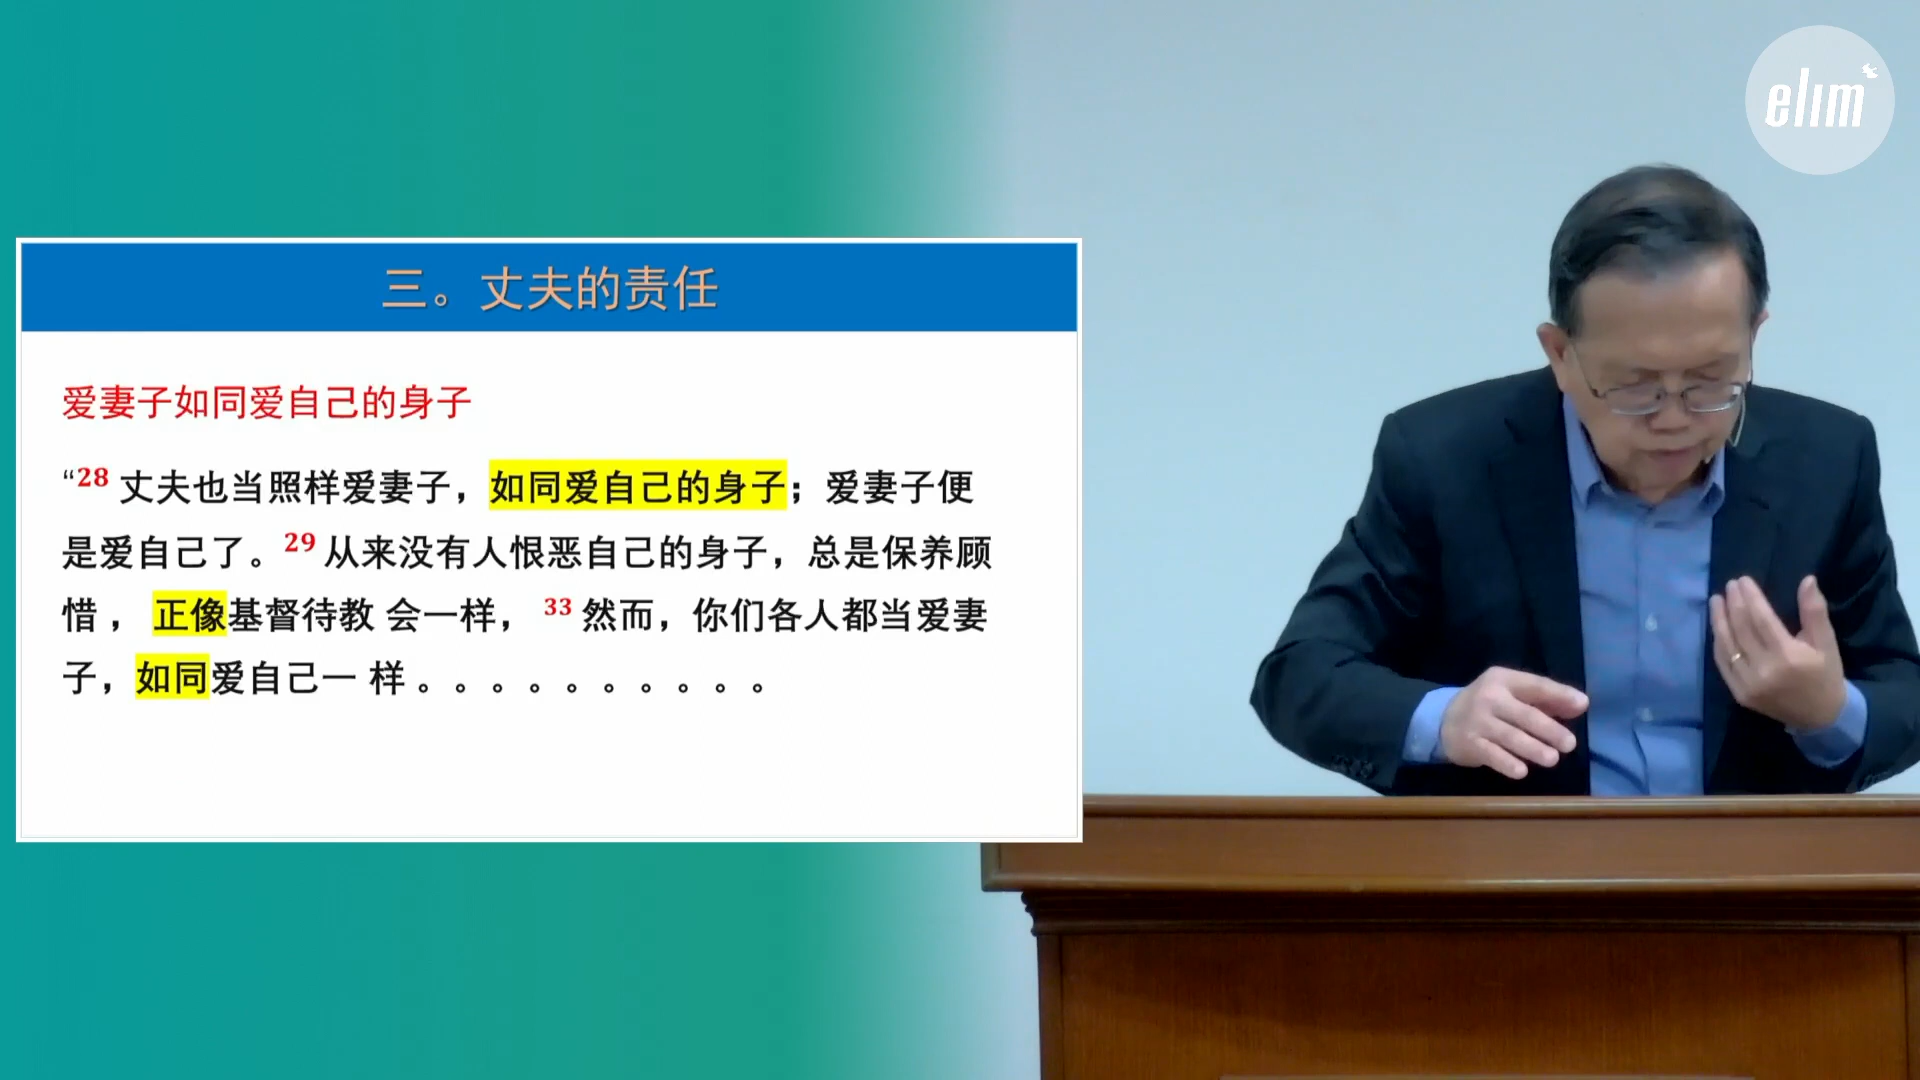 elim
三。丈夫的责任
爱妻子如同爱自己的身子
“28 丈夫也当照样爱妻子，如同爱自己的身子；爱妻子便
是爱自己了。29 从来没有人恨恶自己的身子，总是保养顾
惜 ， 正像基督待教 会一样， 33 然而，你们各人都当爱妻
子，如同爱自己一 样 。。。。。。。。。。